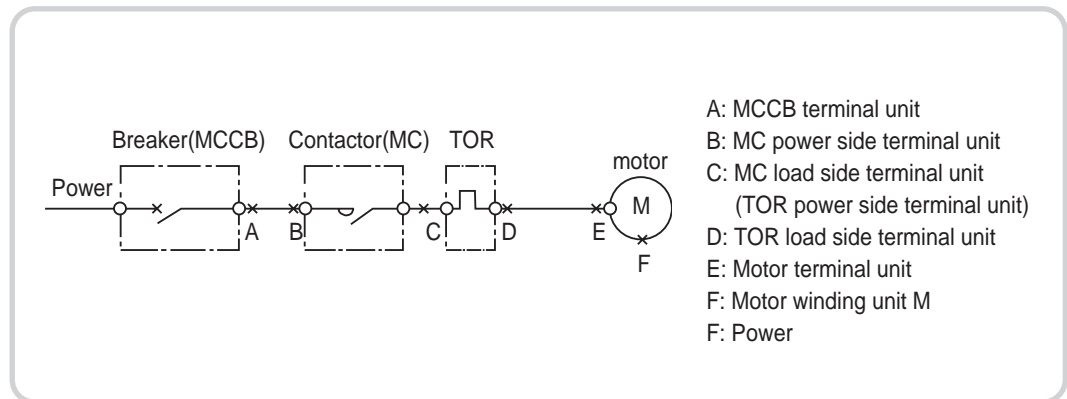 Breaker(MCCB) Contactor(MC) TOR
motor
Power
M
A B C D E
F
A: MCCB terminal unit
B: MC power side terminal unit
C: MC load side terminal unit
(TOR power side terminal unit)
D: TOR load side terminal unit
E: Motor terminal unit
F: Motor winding unit M
F: Power